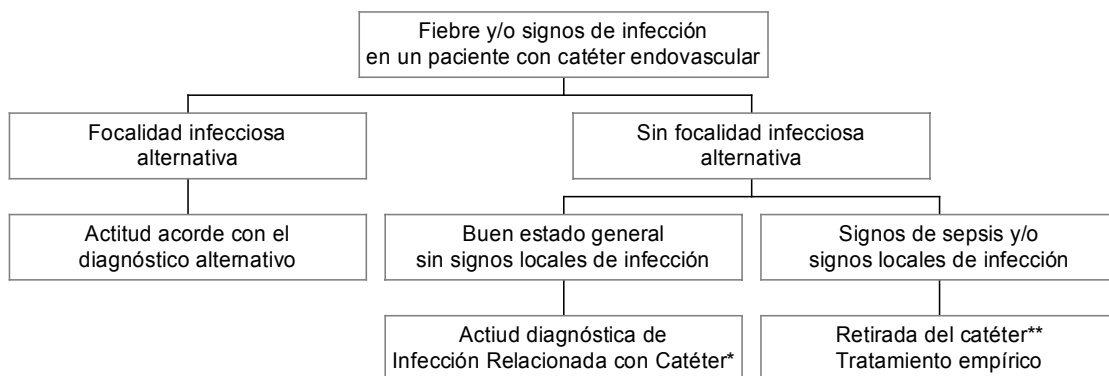 Fiebre y/o signos de infección
en un paciente con catéter endovascular
Focalidad infecciosa
alternativa
Sin focalidad infecciosa
alternativa
Actitud acorde con el
diagnóstico alternativo
Buen estado general
sin signos locales de infección
Signos de sepsis y/o
signos locales de infección
Actiud diagnóstica de
Infección Relacionada con Catéter*
Retirada del catéter**
Tratamiento empírico